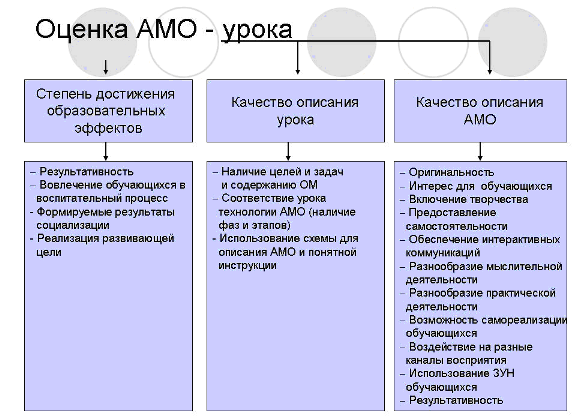 Оценка АМО - урока
Степень достижения
образовательных
эффектов
Качество описания
урока
Качество описания
АМО
– Результативность
– Вовлечение обучающихся в
воспитательный процесс
- Формируемые результаты
социализации
- Реализация развивающей
цели
– Наличие целей и задач
и содержанию ОМ
– Соответствие урока
технологии АМО (наличие
фаз и этапов)
- Использование схемы для
описания АМО и понятной
инструкции
– Оригинальность
– Интерес для обучающихся
– Включение творчества
– Предоставление
самостоятельности
– Обеспечение интерактивных
коммуникаций
– Разнообразие мыслительной
деятельности
– Разнообразие практической
деятельности
– Возможность самореализации
обучающихся
– Воздействие на разные
каналы восприятия
– Использование ЗУН
обучающихся
– Результативность